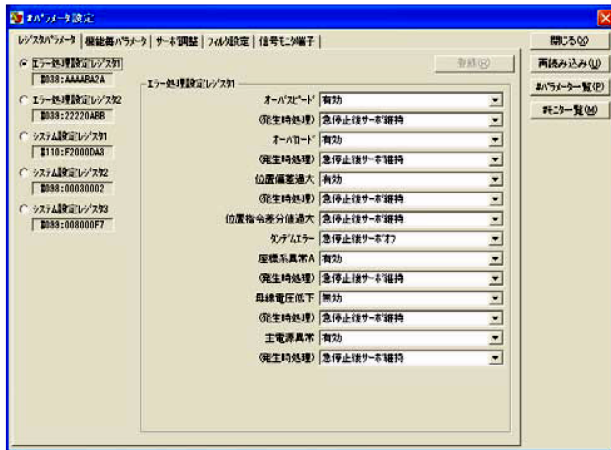 #パラメータ設定
レジスタパラメータ 機能毎パラメータ サーボ調整 フィルタ設定 信号モニタ端子
閉じる(X)
再読み込み(U)
#パラメーター覧(P)
#モニター覧(M)
登録(R)
エラー処理設定レジスタ1
エラー処理設定レジスタ2
システム設定レジスタ1
システム設定レジスタ2
#098:00030002
システム設定レジスタ3
#099:008000F7
エラー処理設定レジスタ1
オーバスピード 有効
(発生時処理) 急停止後サーボ維持
オーバロード 有効
(発生時処理) 急停止後サーボ維持
位置偏差過大 有効
(発生時処理) 急停止後サーボ維持
位置指令差分値過大 急停止後サーボ維持
タンデムエラー 急停止後サーボオフ
座標系異常A 有効
(発生時処理) 急停止後サーボ維持
母線電圧低下 無効
(発生時処理) 急停止後サーボ維持
主電源異常 有効
(発生時処理) 急停止後サーボ維持